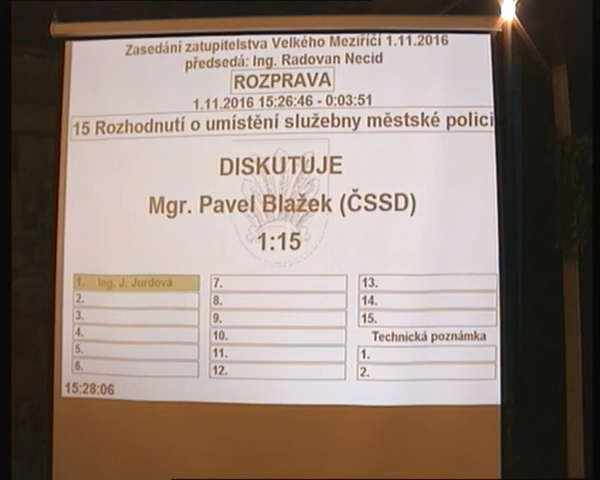 Zasedání zatupitelstva Velkého Meziříčí 1.11.2016
předsedá: Ing. Radovan Necid
ROZPRAVA
1.11.2016 15:26:46 - 0:03:51
15 Rozhodnutí o umístění služebny městské polici
DISKUTUJE
Mgr. Pavel Blažek (ČSSD)
1:15
1. Ing. J. Jurdová
2.
3.
4.
5.
6.
7.
8.
9.
10.
11.
12.
13.
14.
15.
Technická poznámka
1.
2.
15:28:06